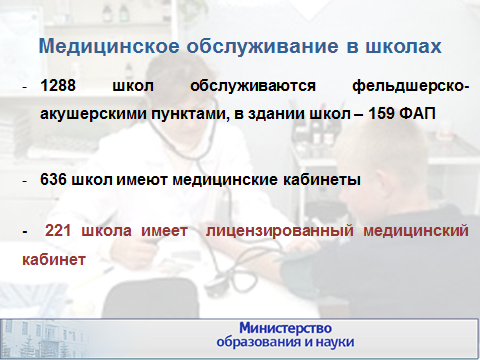 Медицинское обслуживание в школах
- 1288 школ обслуживаются фельдшерско-
акушерскими пунктами, в здании школ – 159 ФАП
- 636 школ имеют медицинские кабинеты
- 221 школа имеет лицензированный медицинский
кабинет
Министерство
образования и науки